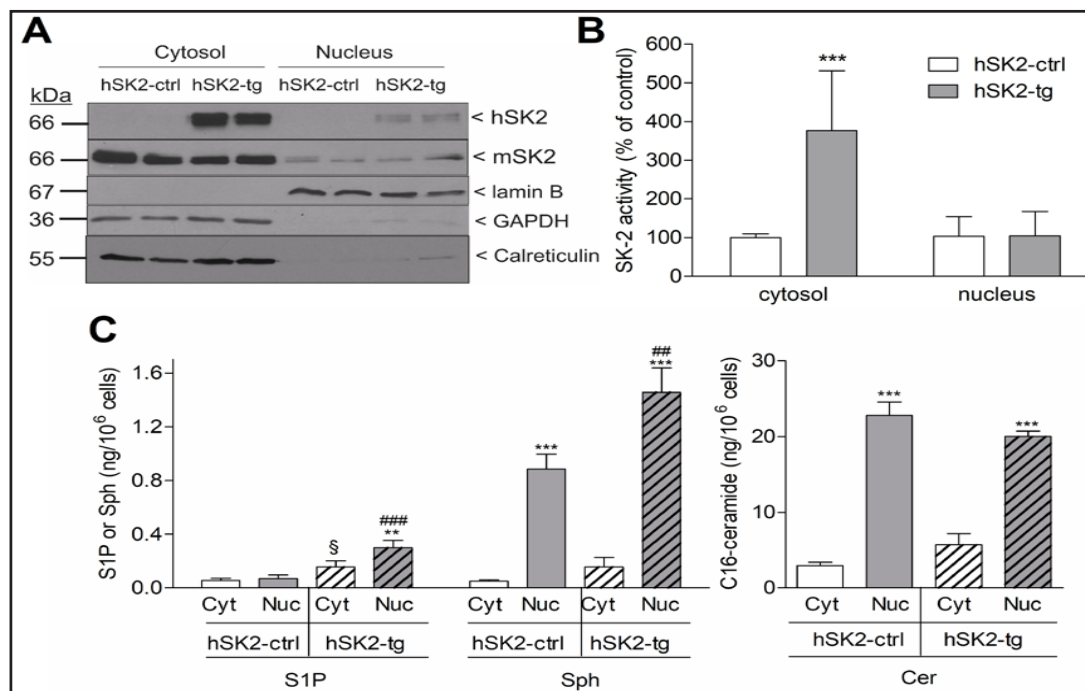 A
Cytosol Nucleus
hSK2-ctrl hSK2-tg hSK2-ctrl hSK2-tg
kDa
66 < hSK2
66 < mSK2
67 < lamin B
36 < GAPDH
55 < Calreticulin
B
SK-2 activity (% of control)
600
500
400
300
200
100
0
***
hSK2-ctrl
hSK2-tg
cytosol nucleus
C
S1P or Sph (ng/10⁶ cells)
1.6
1.2
0.8
0.4
0.0
§
###
**
***
##
***
Cyt Nuc Cyt Nuc Cyt Nuc Cyt Nuc
hSK2-ctrl hSK2-tg hSK2-ctrl hSK2-tg
S1P Sph
C16-ceramide (ng/10⁶ cells)
30
20
10
0
*** ***
Cyt Nuc Cyt Nuc
hSK2-ctrl hSK2-tg
Cer